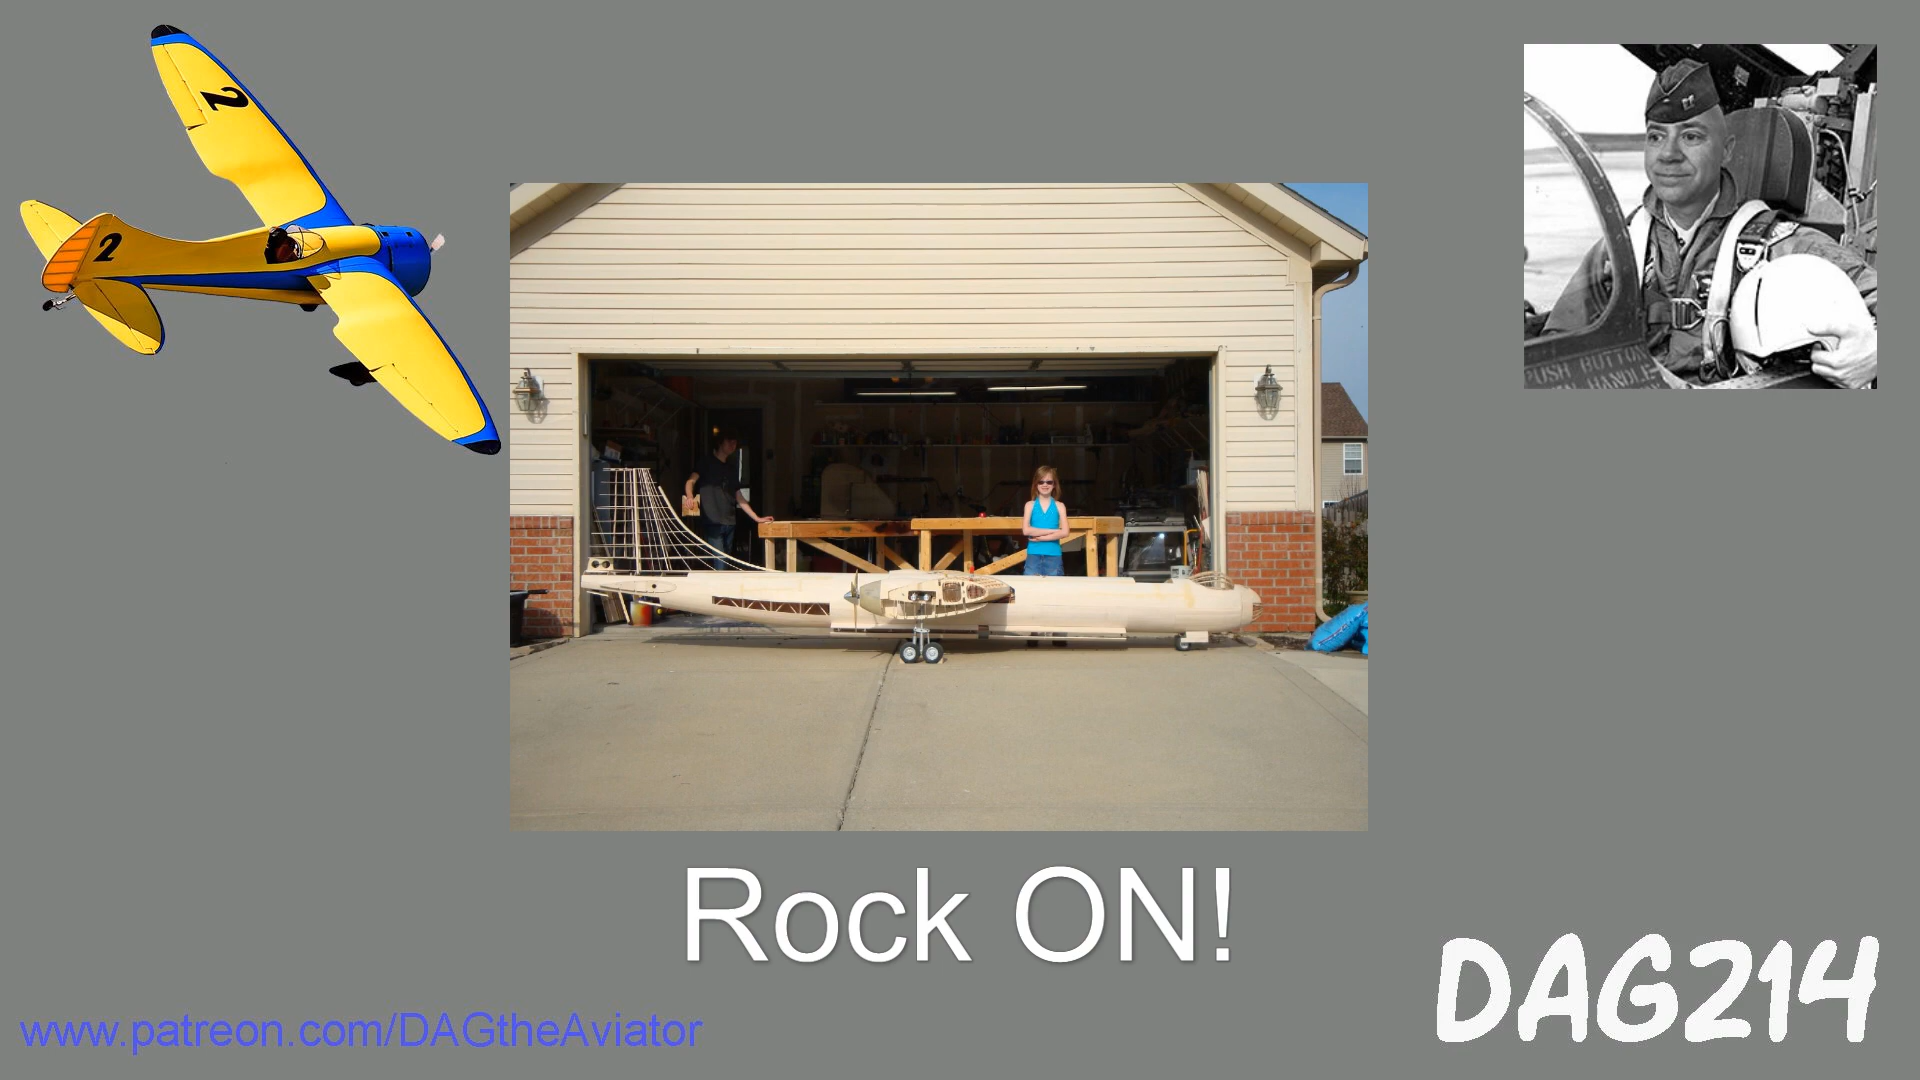 2
2
PUSH BUTTON
HANDLE
Rock ON!
DAG214
www.patreon.com/DAGtheAviator